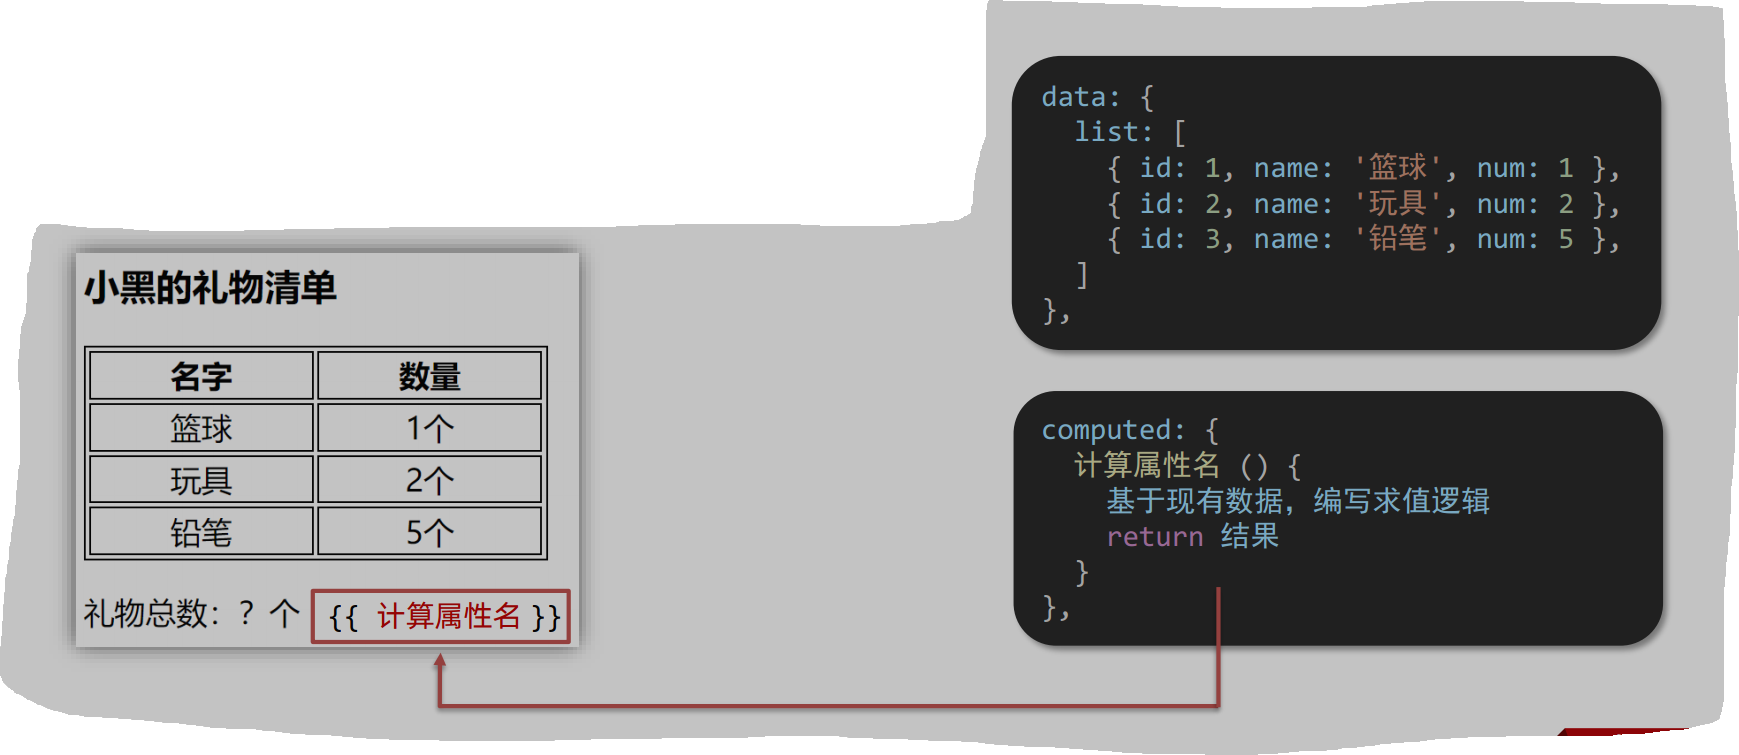 小黑的礼物清单
名字 数量
篮球 1个
玩具 2个
铅笔 5个
礼物总数：？个 {{ 计算属性名 }}
data: {
list: [
{ id: 1, name: '篮球', num: 1 },
{ id: 2, name: '玩具', num: 2 },
{ id: 3, name: '铅笔', num: 5 },
]
},
computed: {
计算属性名 () {
基于现有数据，编写求值逻辑
return 结果
}
},